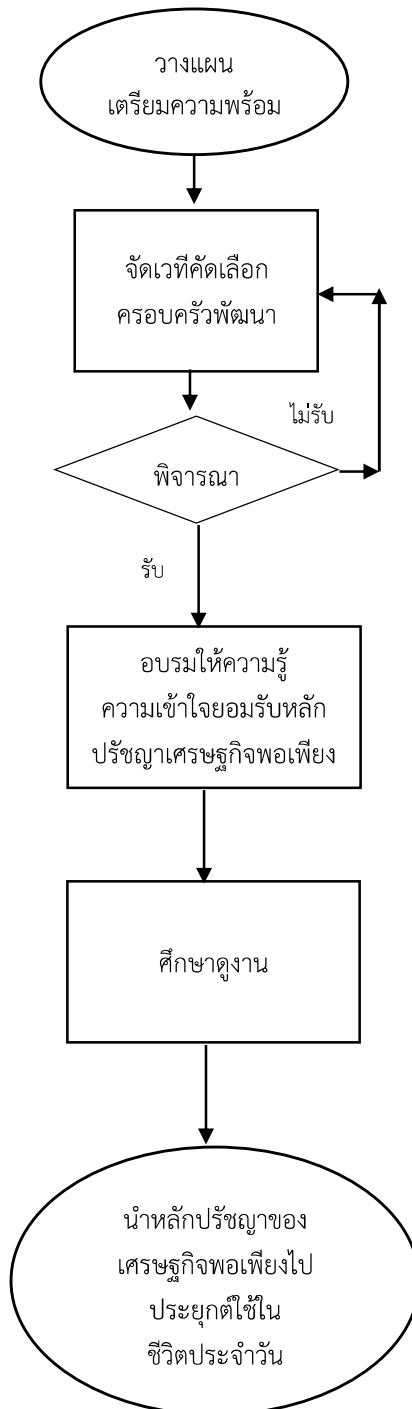 วางแผน
เตรียมความพร้อม
จัดเวทีคัดเลือก
ครอบครัวพัฒนา
ไม่รับ
พิจารณา
รับ
อบรมให้ความรู้
ความเข้าใจยอมรับหลัก
ปรัชญาเศรษฐกิจพอเพียง
ศึกษาดูงาน
นำหลักปรัชญาของ
เศรษฐกิจพอเพียงไป
ประยุกต์ใช้ใน
ชีวิตประจำวัน